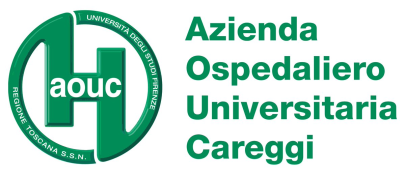 UNIVERSITÀ DEGLI STUDI FIRENZE
aouc
REGIONE TOSCANA S.S.N.
Azienda
Ospedaliero
Universitaria
Careggi